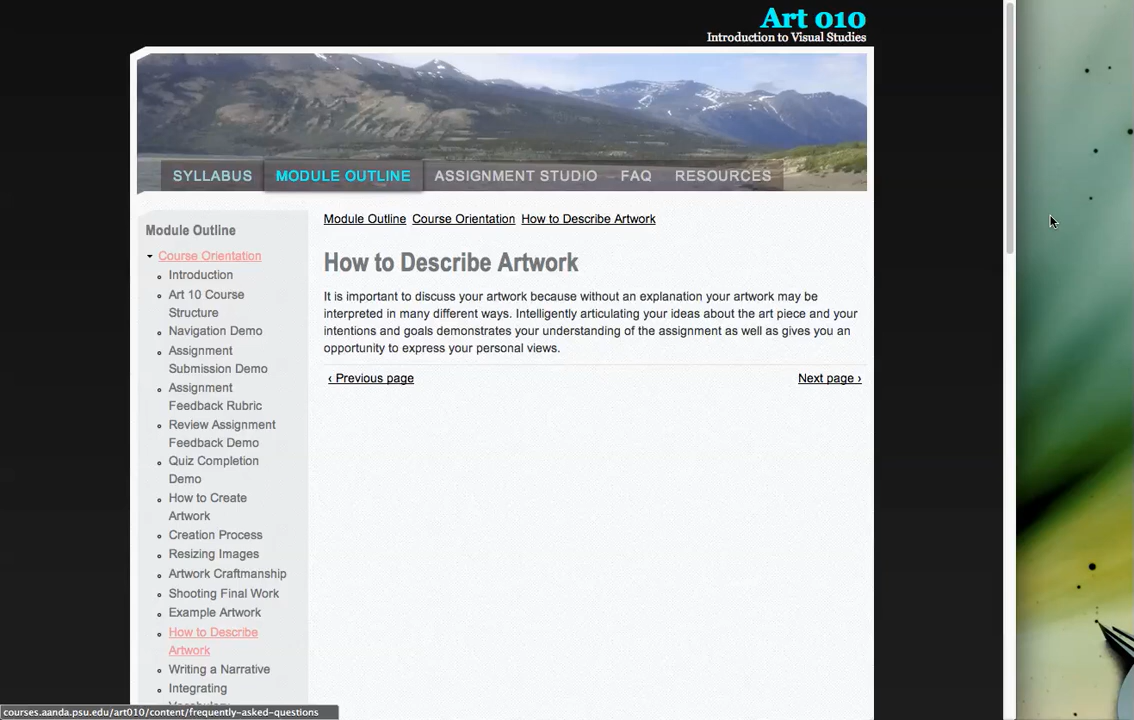 Art 010
Introduction to Visual Studies
SYLLABUS MODULE OUTLINE ASSIGNMENT STUDIO FAQ RESOURCES
Module Outline
Course Orientation
Introduction
Art 10 Course
Structure
Navigation Demo
Assignment
Submission Demo
Assignment
Feedback Rubric
Review Assignment
Feedback Demo
Quiz Completion
Demo
How to Create
Artwork
Creation Process
Resizing Images
Artwork Craftmanship
Shooting Final Work
Example Artwork
How to Describe
Artwork
Writing a Narrative
Integrating
Module Outline Course Orientation How to Describe Artwork
How to Describe Artwork
It is important to discuss your artwork because without an explanation your artwork may be
interpreted in many different ways. Intelligently articulating your ideas about the art piece and your
intentions and goals demonstrates your understanding of the assignment as well as gives you an
opportunity to express your personal views.
‹ Previous page Next page ›
courses.aanda.psu.edu/art010/content/frequently-asked-questions